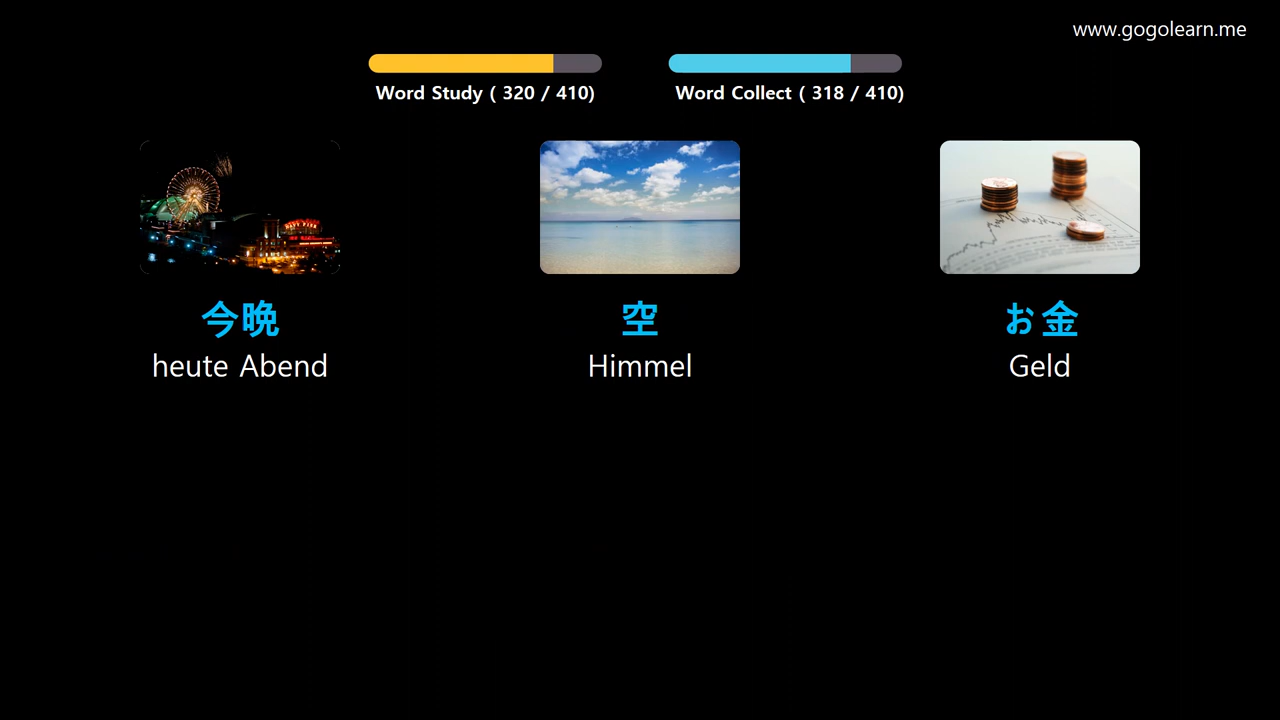 www.gogolearn.me
Word Study ( 320 / 410)
Word Collect ( 318 / 410)
今晩
heute Abend
空
Himmel
お金
Geld